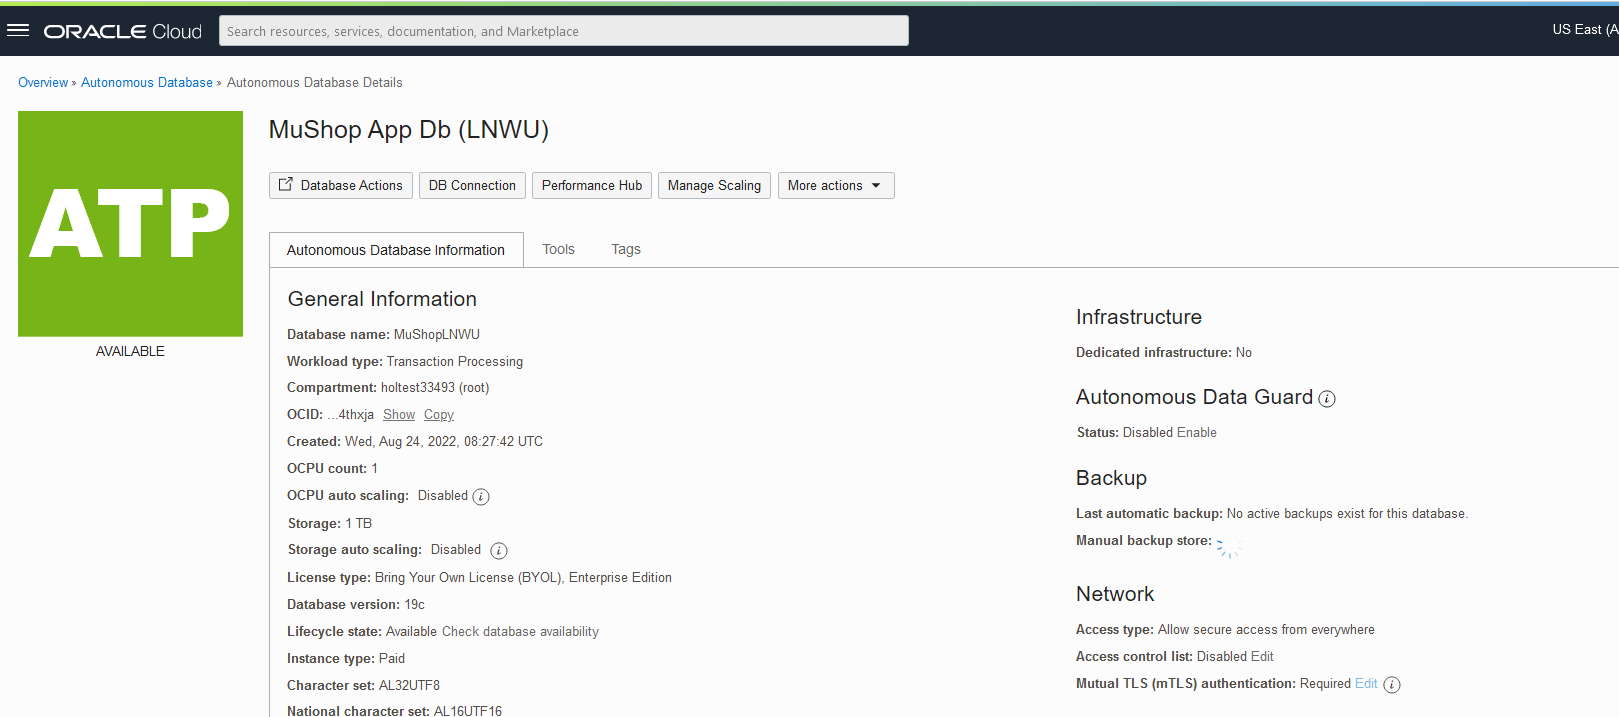 ORACLE Cloud
Search resources, services, documentation, and Marketplace
US East (A
Overview » Autonomous Database » Autonomous Database Details
ATP
AVAILABLE
MuShop App Db (LNWU)
Database Actions
DB Connection
Performance Hub
Manage Scaling
More actions
Autonomous Database Information
Tools
Tags
General Information
Database name: MuShopLNWU
Workload type: Transaction Processing
Compartment: holtest33493 (root)
OCID: ...4thxja Show Copy
Created: Wed, Aug 24, 2022, 08:27:42 UTC
OCPU count: 1
OCPU auto scaling: Disabled i
Storage: 1 TB
Storage auto scaling: Disabled i
License type: Bring Your Own License (BYOL), Enterprise Edition
Database version: 19c
Lifecycle state: Available Check database availability
Instance type: Paid
Character set: AL32UTF8
National character set: AL16UTF16
Infrastructure
Dedicated infrastructure: No
Autonomous Data Guard i
Status: Disabled Enable
Backup
Last automatic backup: No active backups exist for this database.
Manual backup store:
Network
Access type: Allow secure access from everywhere
Access control list: Disabled Edit
Mutual TLS (mTLS) authentication: Required Edit i